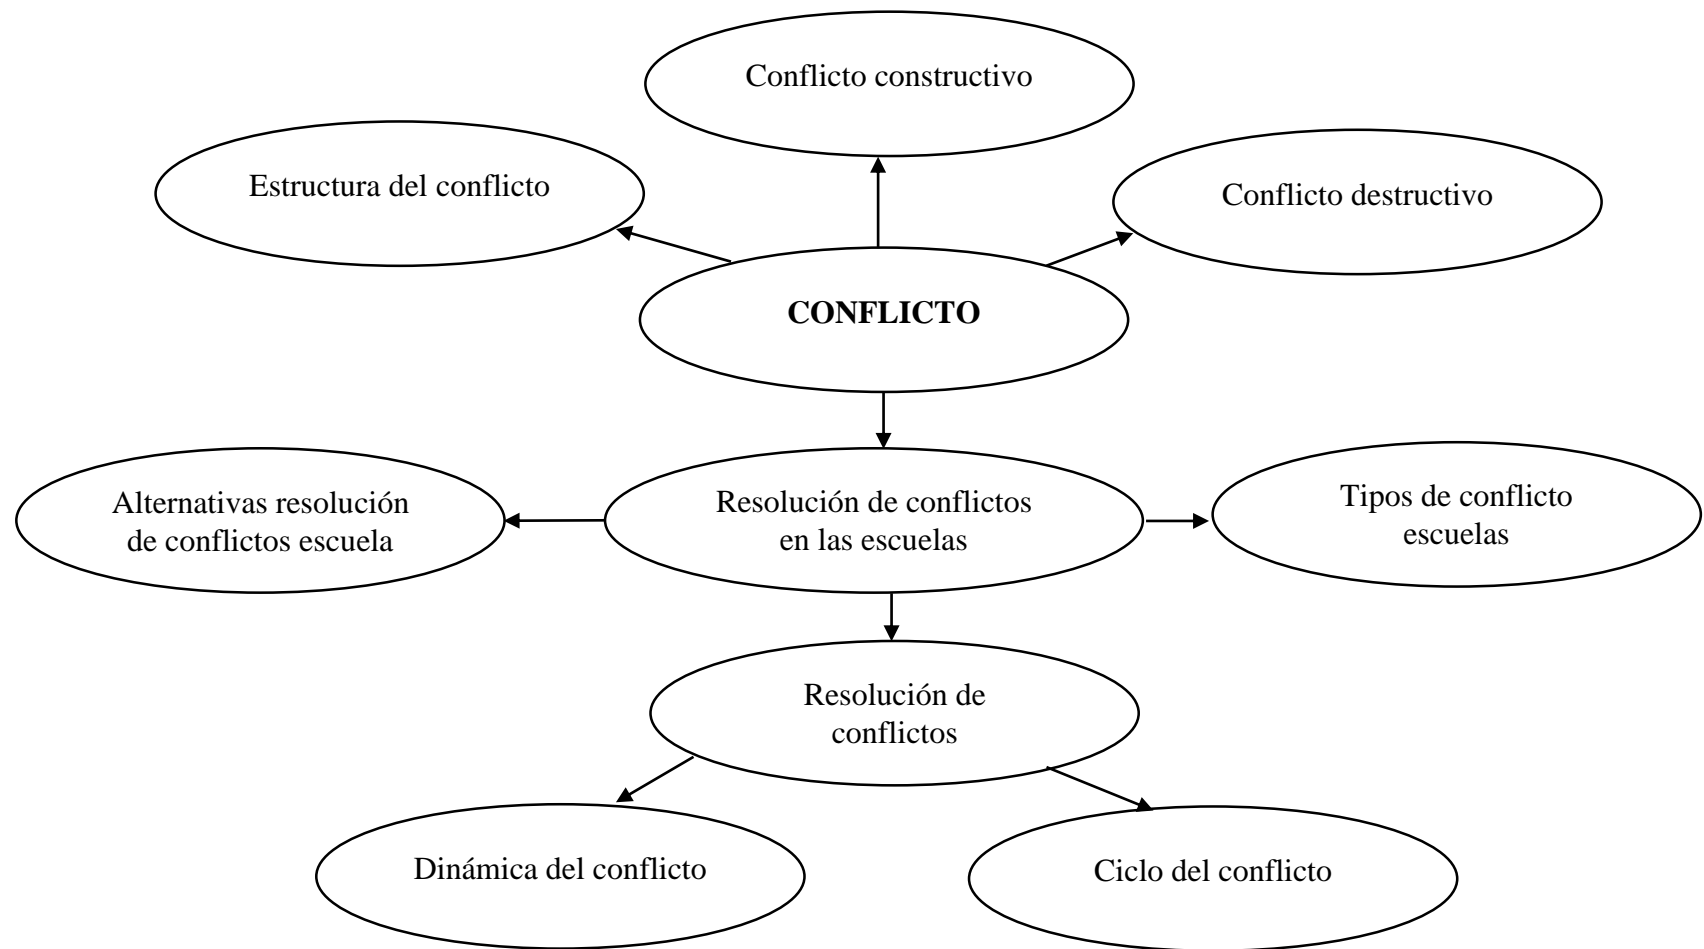 Conflicto constructivo
Estructura del conflicto
Conflicto destructivo
CONFLICTO
Alternativas resolución
de conflictos escuela
Resolución de conflictos
en las escuelas
Tipos de conflicto
escuelas
Resolución de
conflictos
Dinámica del conflicto
Ciclo del conflicto